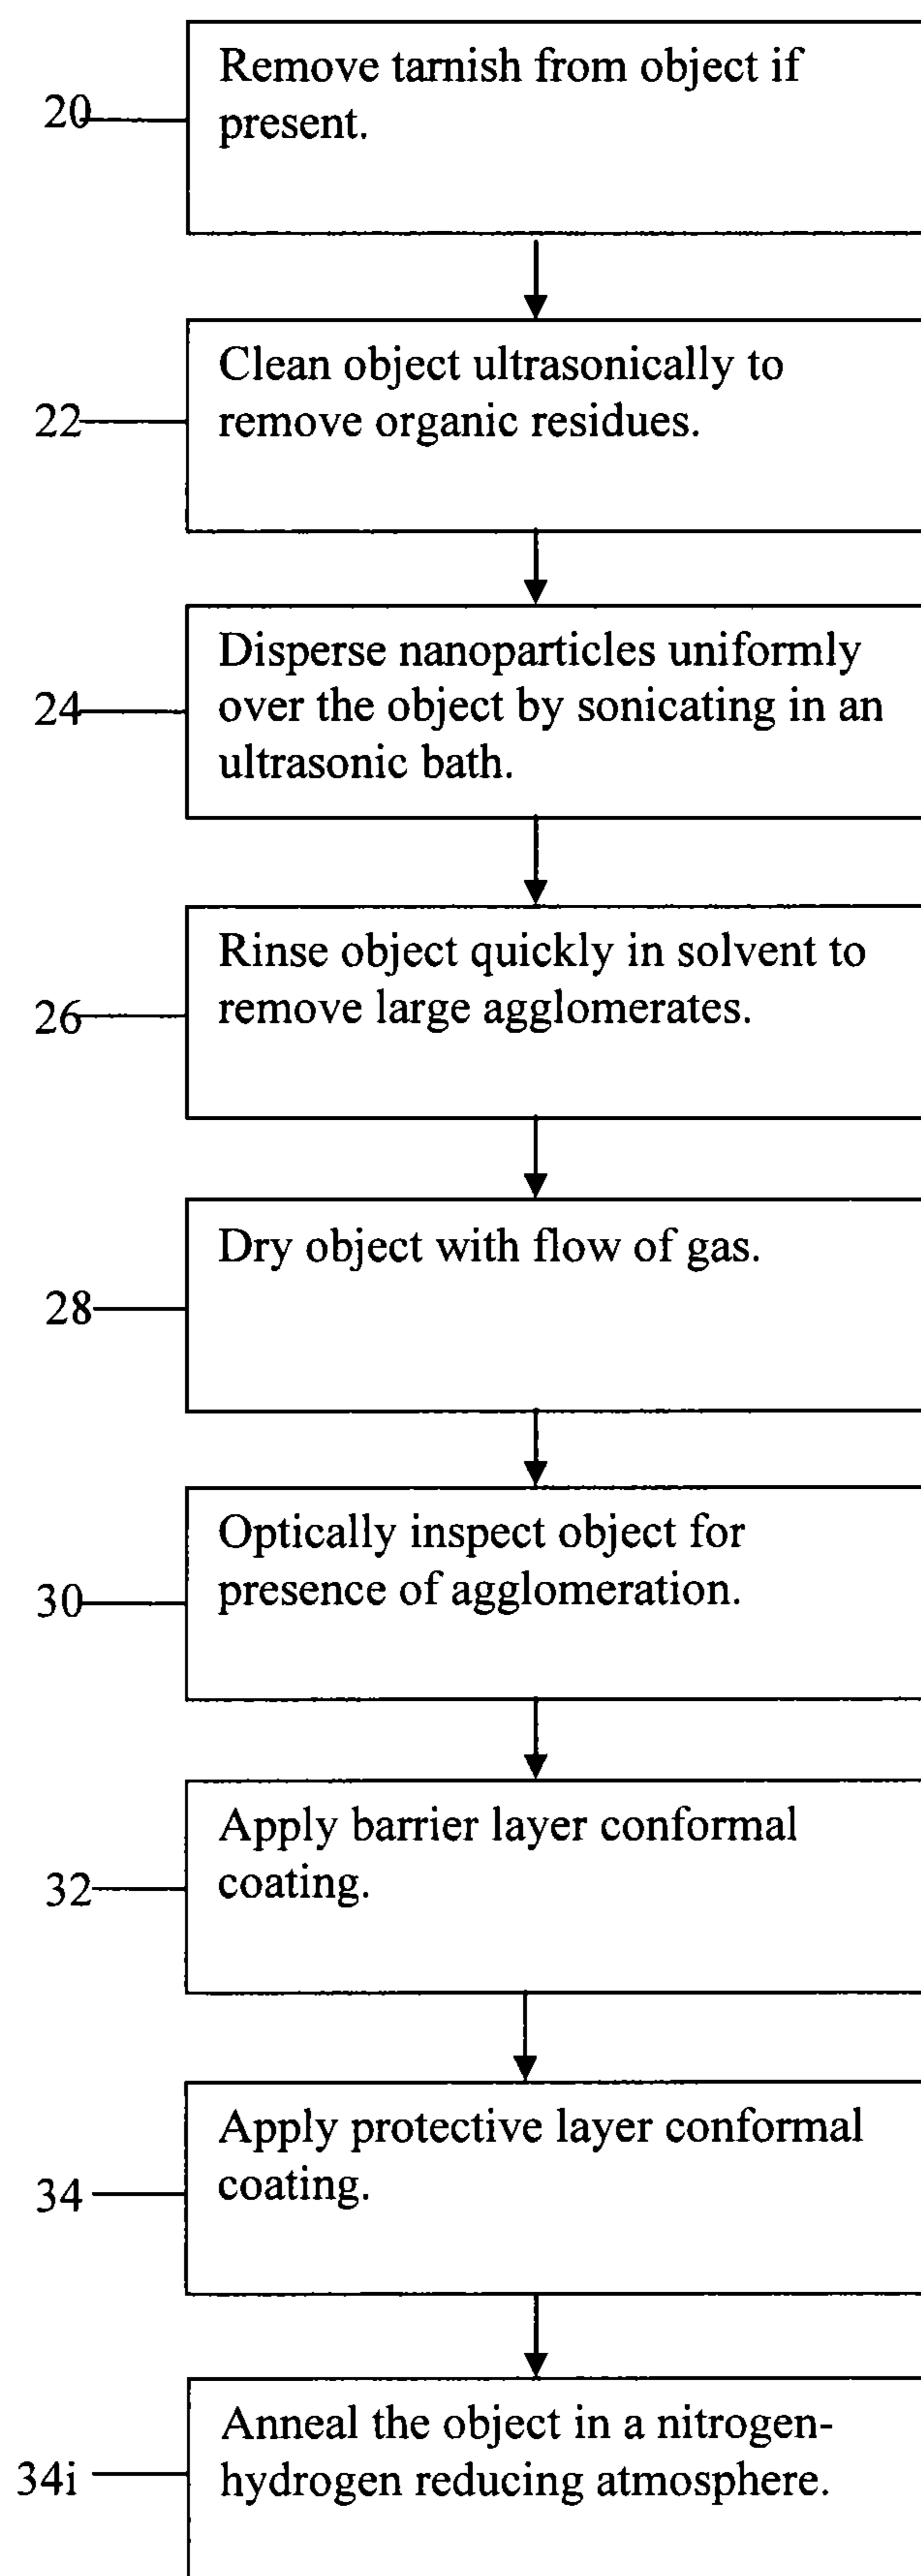 Remove tarnish from object if
20
present.
Clean object ultrasonically to
22
remove organic residues.
Disperse nanoparticles uniformly
24
over the object by sonicating in an
ultrasonic bath.
Rinse object quickly in solvent to
26
remove large agglomerates.
Dry object with flow of gas.
28
Optically inspect object for
30
presence of agglomeration.
Apply barrier layer conformal
32
coating.
Apply protective layer conformal
34
coating.
Anneal the object in a nitrogen-
34i
hydrogen reducing atmosphere.